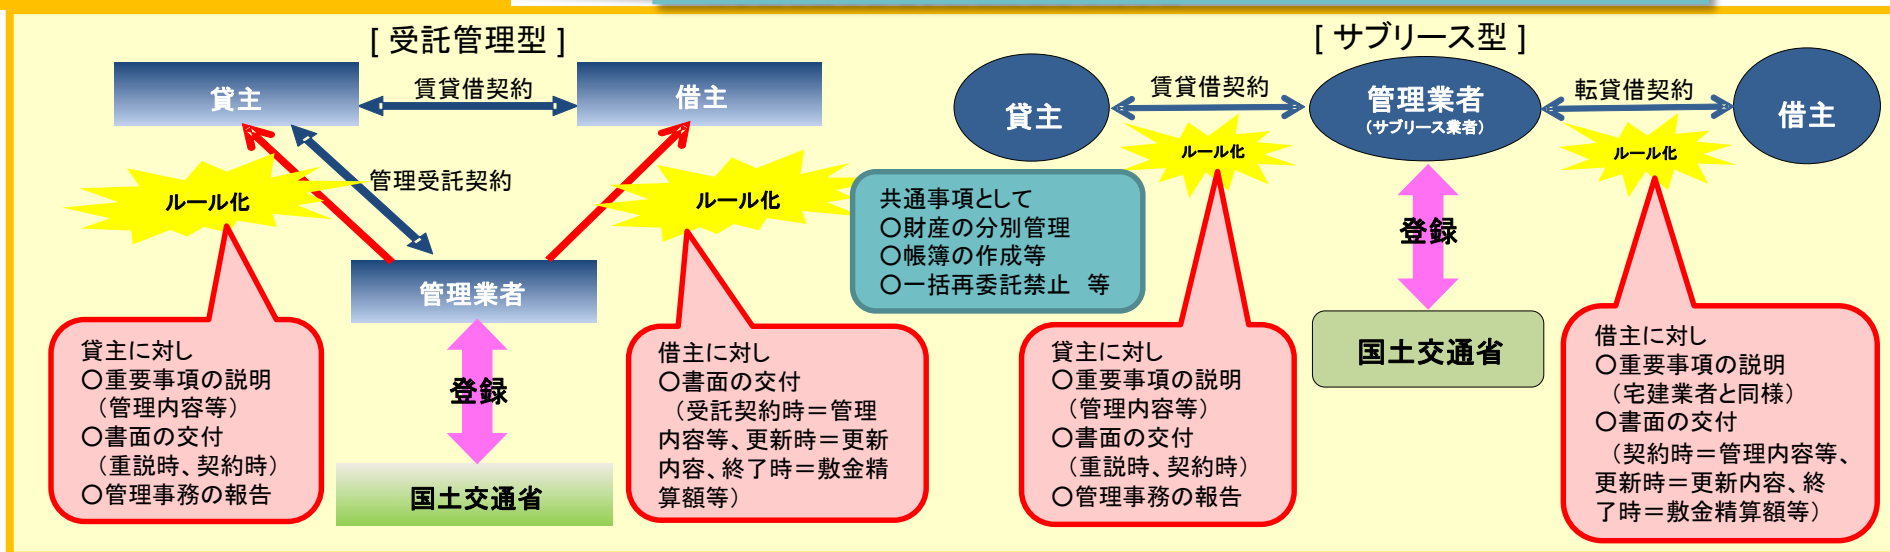 [ 受託管理型 ]
貸主
賃貸借契約
借主
ルール化
管理受託契約
ルール化
管理業者
登録
国土交通省
貸主に対し
○重要事項の説明
（管理内容等）
○書面の交付
（重説時、契約時）
○管理事務の報告
借主に対し
○書面の交付
（受託契約時＝管理
内容等、更新時＝更新
内容、終了時＝敷金精
算額等）
共通事項として
○財産の分別管理
○帳簿の作成等
○一括再委託禁止　等
[ サブリース型 ]
貸主
賃貸借契約
管理業者
（サブリース業者）
転貸借契約
借主
ルール化
ルール化
登録
国土交通省
貸主に対し
○重要事項の説明
（管理内容等）
○書面の交付
（重説時、契約時）
○管理事務の報告
借主に対し
○重要事項の説明
（宅建業者と同様）
○書面の交付
（契約時＝管理内容等、
更新時＝更新内容、終
了時＝敷金精算額等）